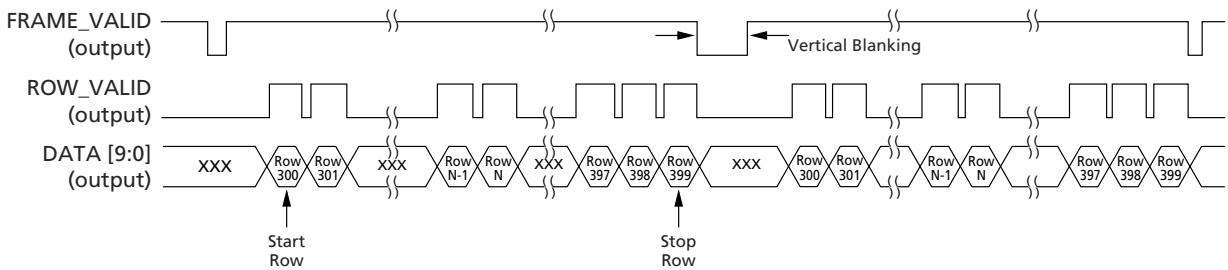 FRAME_VALID
(output)
Vertical Blanking
ROW_VALID
(output)
DATA [9:0]
(output)
XXX
Row
300
Row
301
XXX
Row
N-1
Row
N
XXX
Row
397
Row
398
Row
399
XXX
Row
300
Row
301
Row
N-1
Row
N
Row
397
Row
398
Row
399
Start
Row
Stop
Row